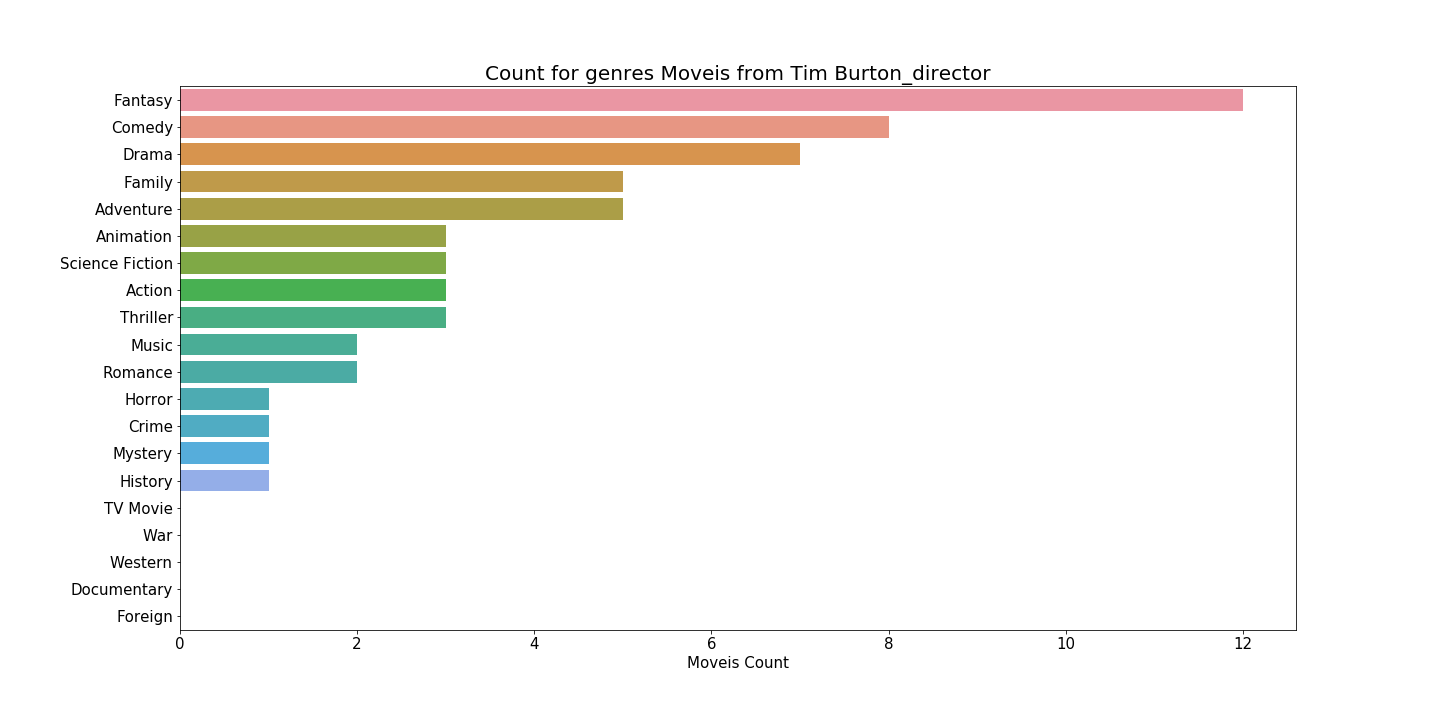 Count for genres Moveis from Tim Burton_director
Fantasy
Comedy
Drama
Family
Adventure
Animation
Science Fiction
Action
Thriller
Music
Romance
Horror
Crime
Mystery
History
TV Movie
War
Western
Documentary
Foreign
0 2 4 6 8 10 12
Moveis Count